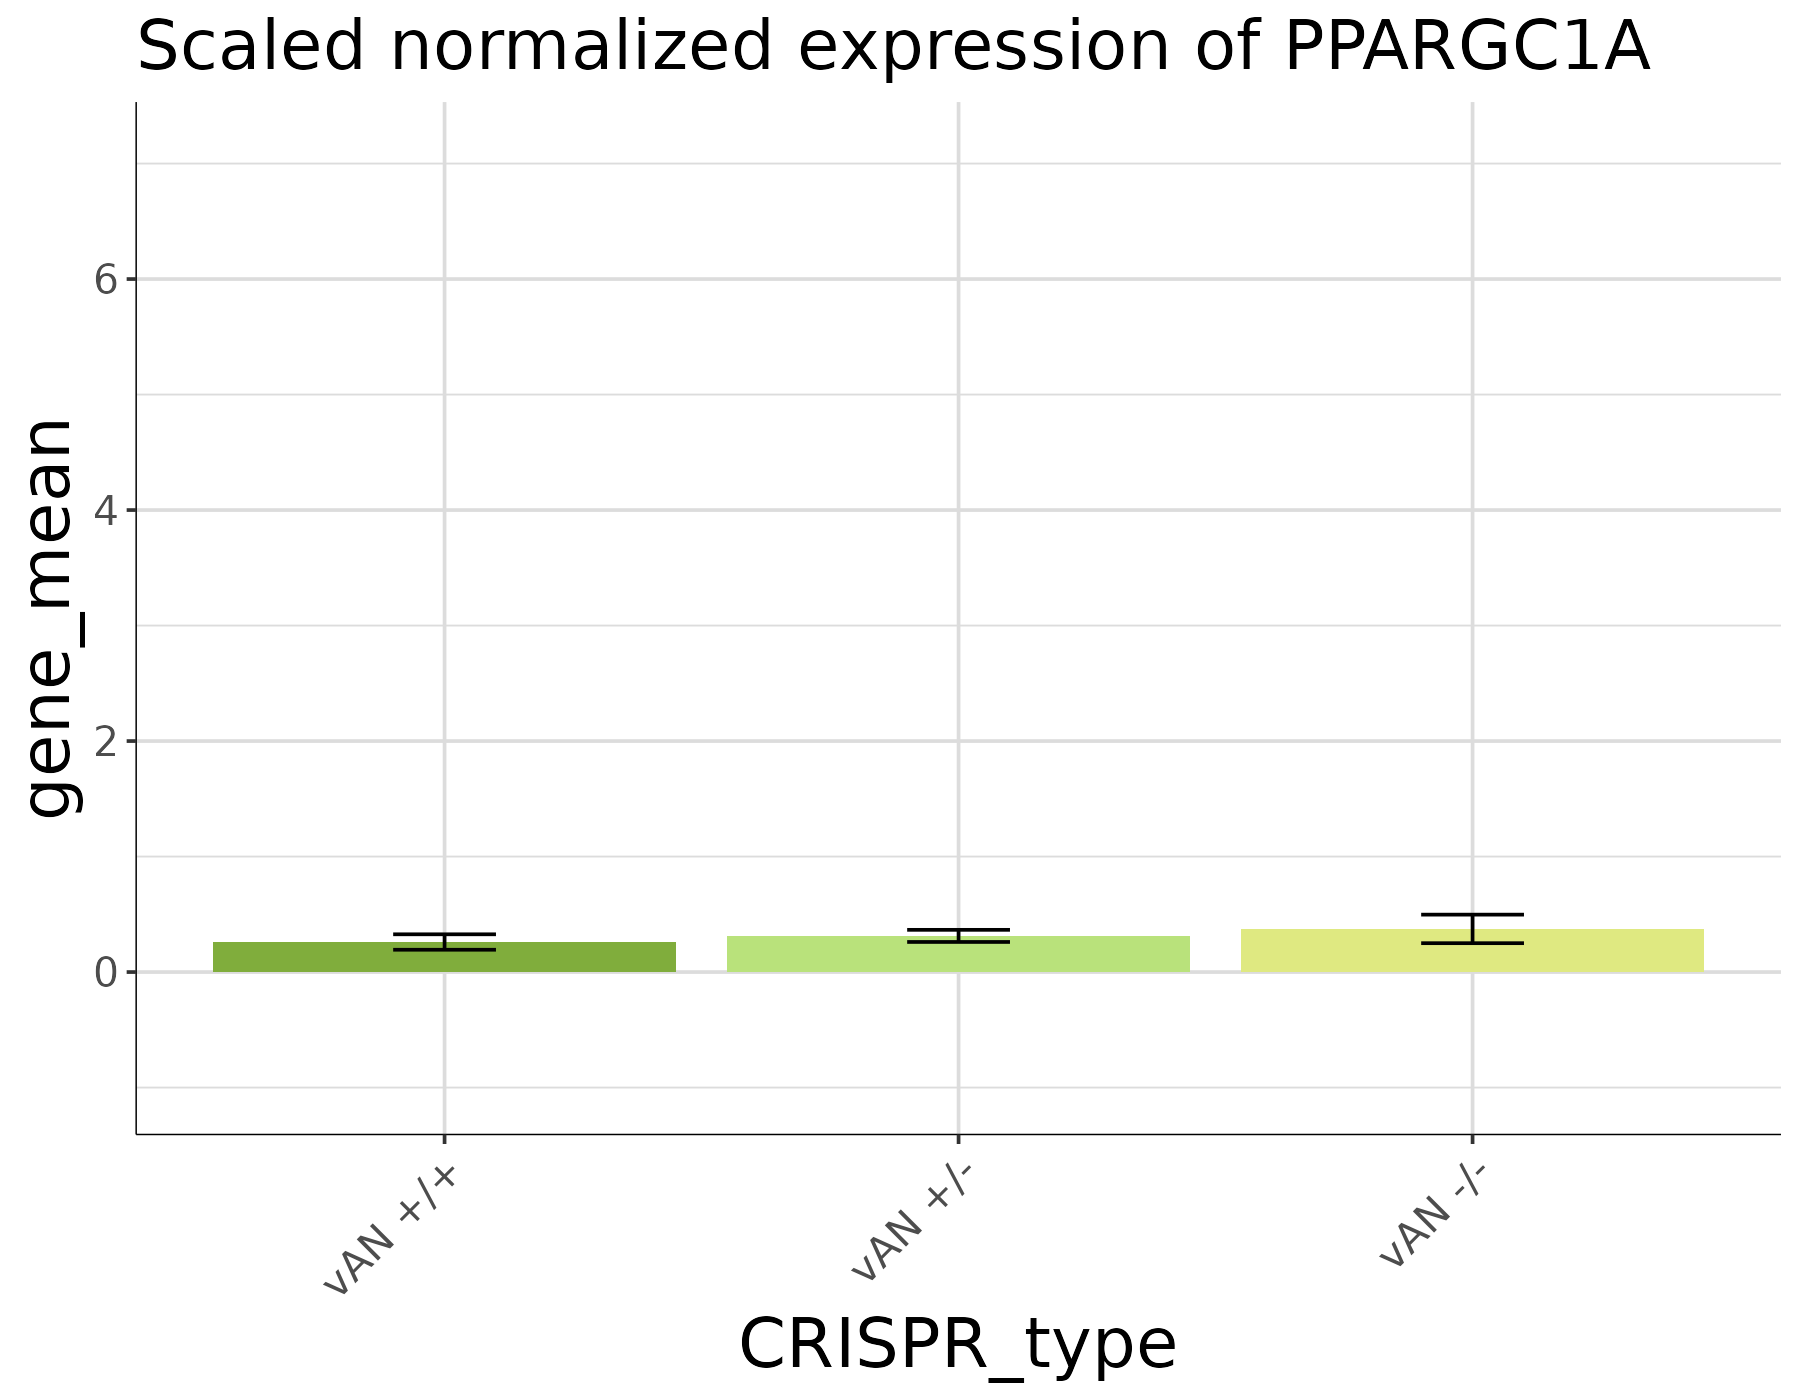 Scaled normalized expression of PPARGC1A
gene_mean
6
4
2
0
vAN +/+
vAN +/-
vAN -/-
CRISPR_type